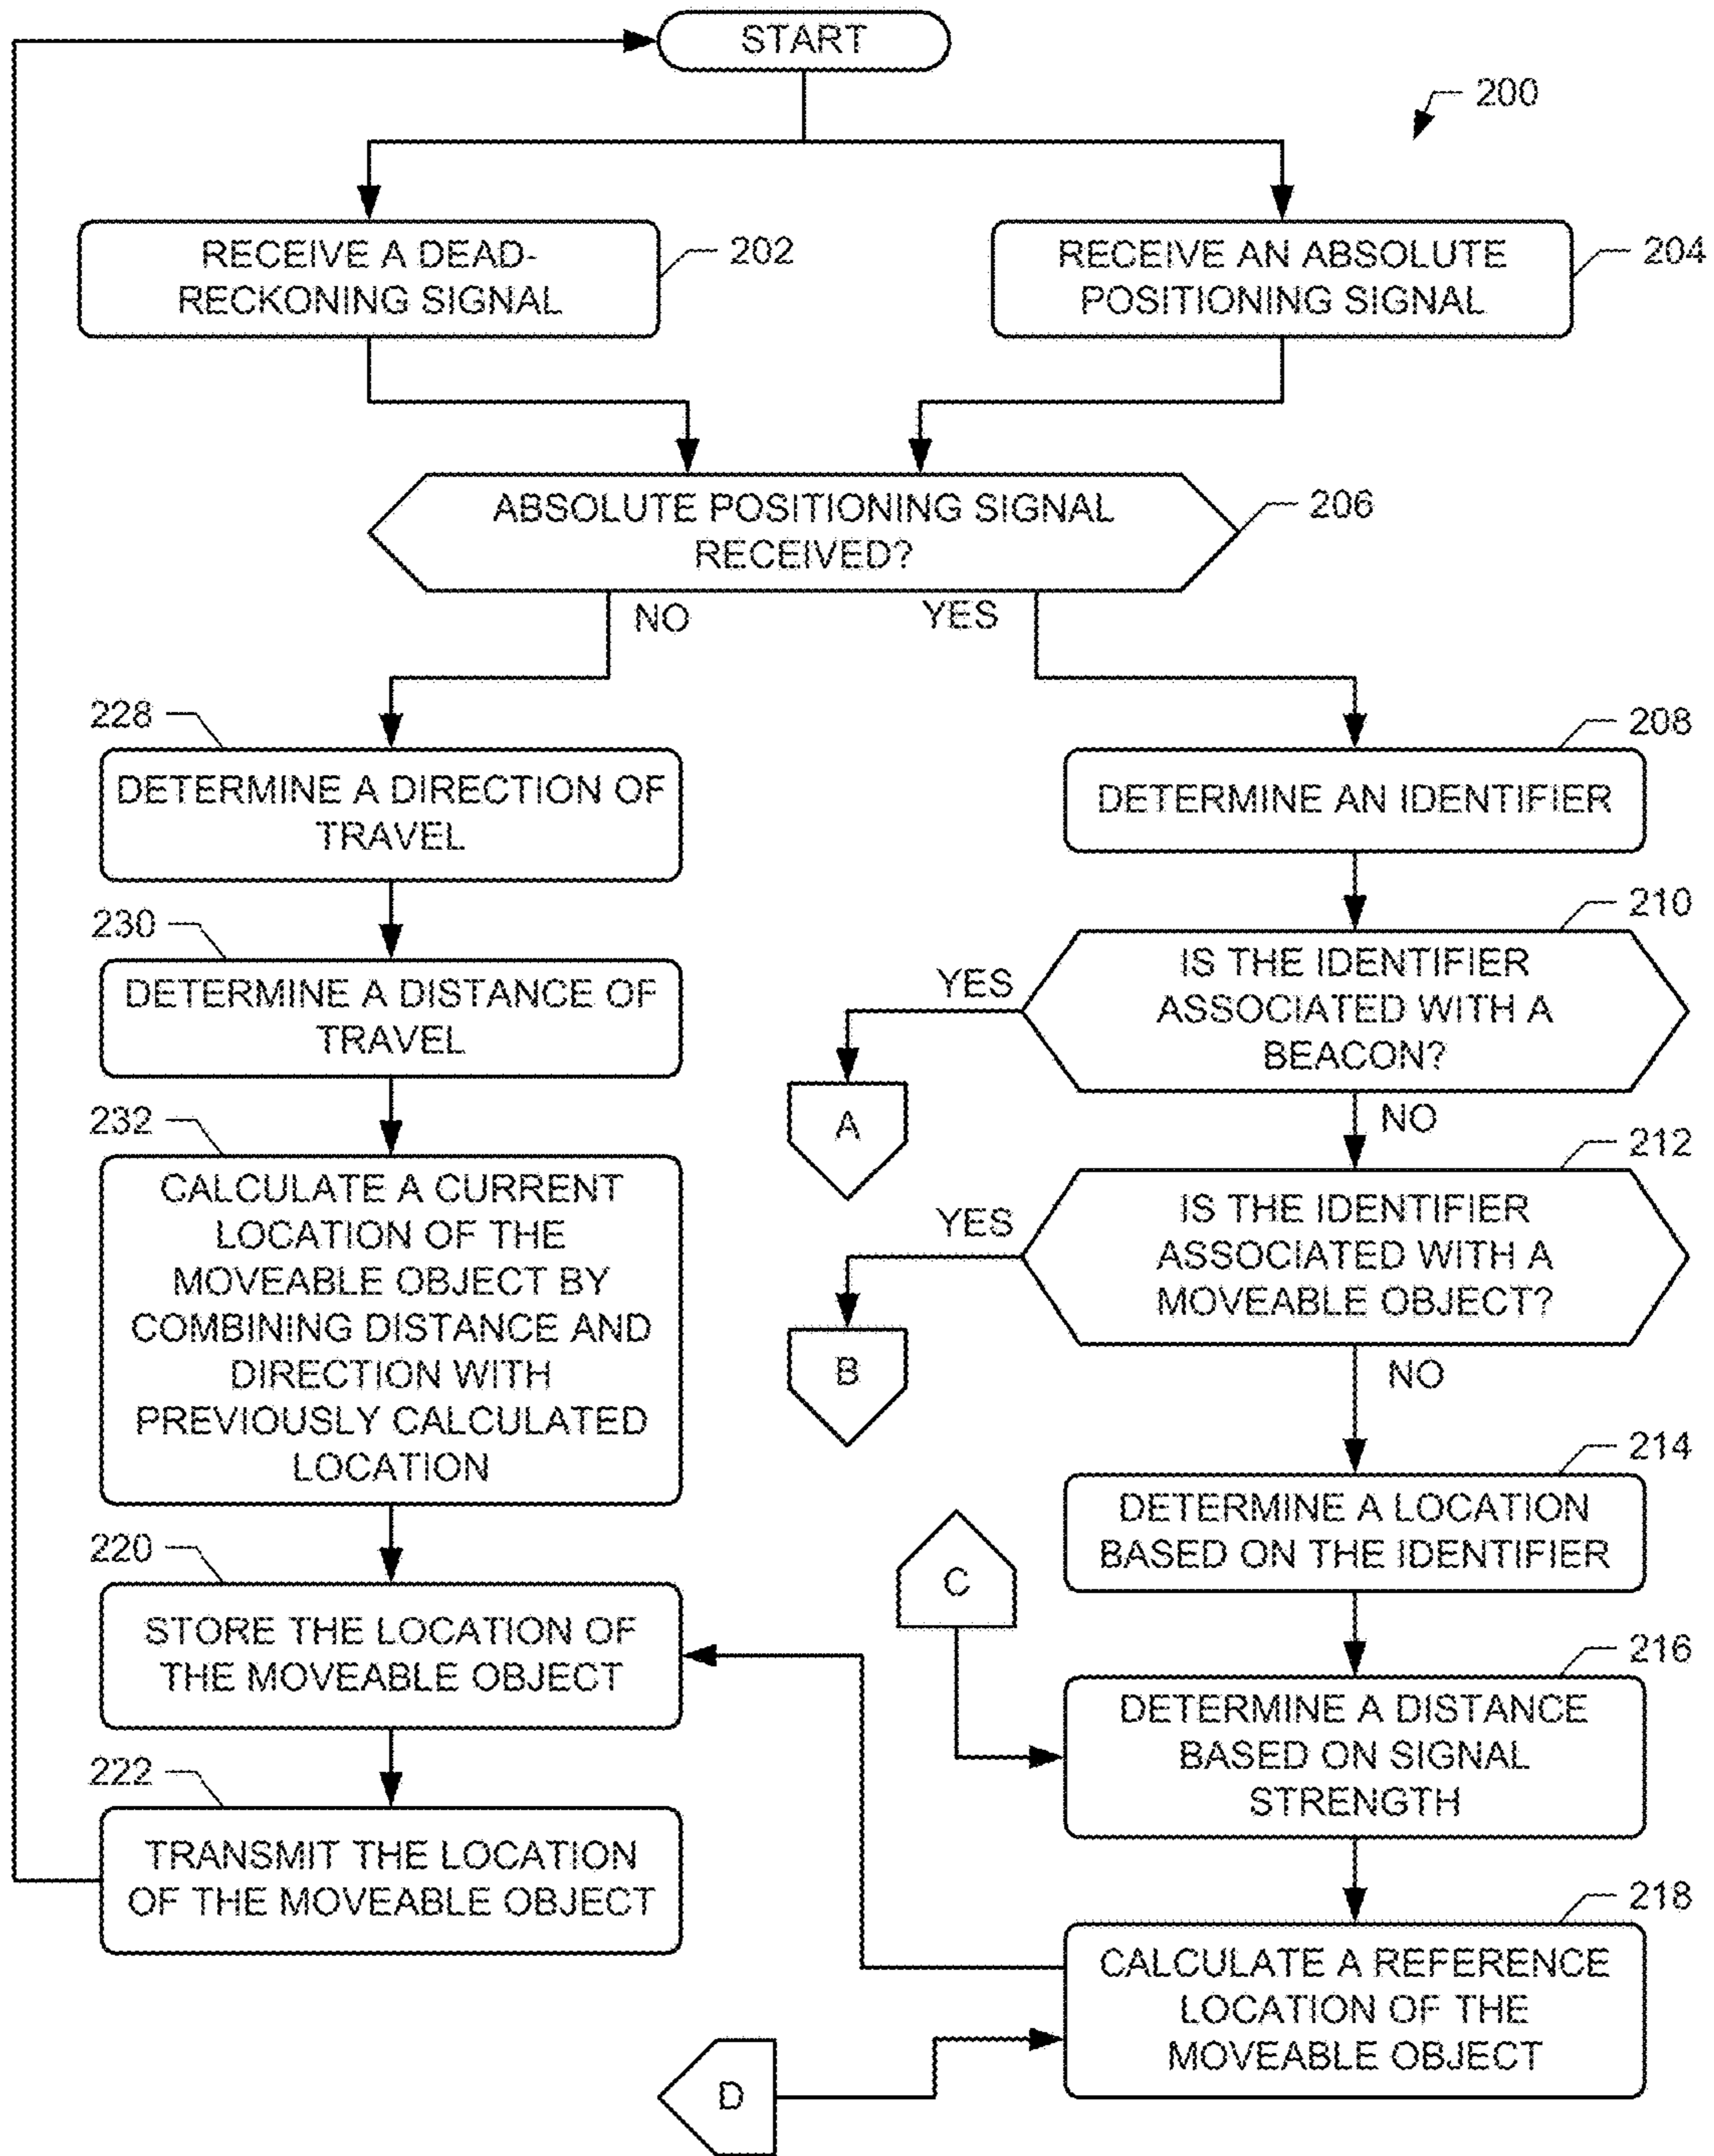 START
200
RECEIVE A DEAD-
RECKONING SIGNAL
202
RECEIVE AN ABSOLUTE
POSITIONING SIGNAL
204
ABSOLUTE POSITIONING SIGNAL
RECEIVED?
206
NO
YES
228
DETERMINE A DIRECTION OF
TRAVEL
208
DETERMINE AN IDENTIFIER
230
DETERMINE A DISTANCE OF
TRAVEL
210
IS THE IDENTIFIER
ASSOCIATED WITH A
BEACON?
YES
A
NO
232
CALCULATE A CURRENT
LOCATION OF THE
MOVEABLE OBJECT BY
COMBINING DISTANCE AND
DIRECTION WITH
PREVIOUSLY CALCULATED
LOCATION
212
IS THE IDENTIFIER
ASSOCIATED WITH A
MOVEABLE OBJECT?
YES
B
NO
214
DETERMINE A LOCATION
BASED ON THE IDENTIFIER
220
STORE THE LOCATION OF
THE MOVEABLE OBJECT
C
216
DETERMINE A DISTANCE
BASED ON SIGNAL
STRENGTH
222
TRANSMIT THE LOCATION
OF THE MOVEABLE OBJECT
218
CALCULATE A REFERENCE
LOCATION OF THE
MOVEABLE OBJECT
D